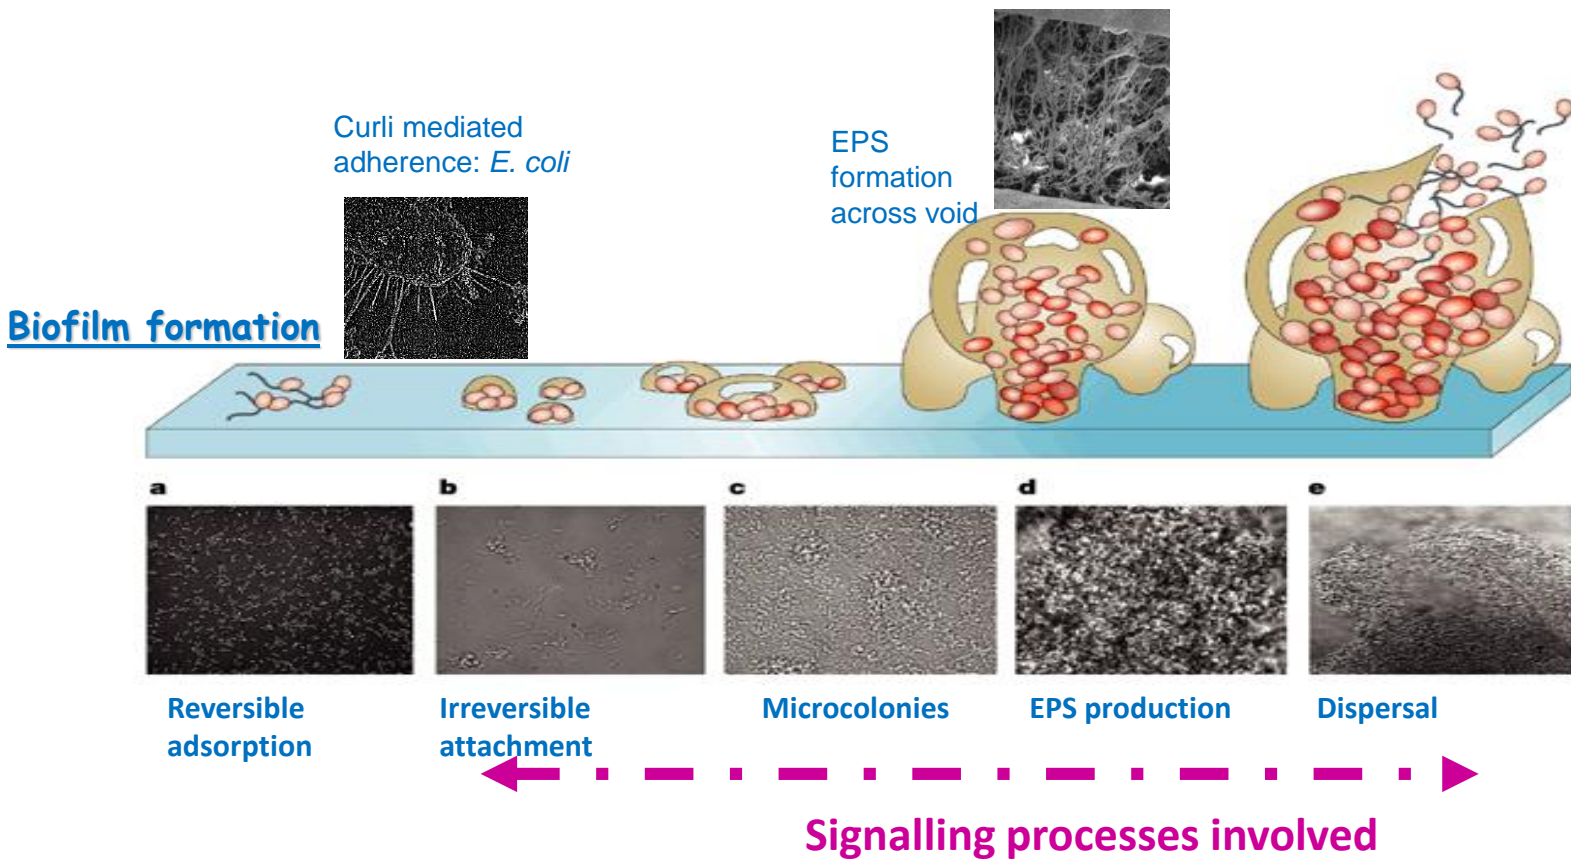 Curli mediated
adherence: E. coli
EPS
formation
across void
Biofilm formation
a
b
c
d
e
Reversible
adsorption
Irreversible
attachment
Microcolonies
EPS production
Dispersal
Signalling processes involved